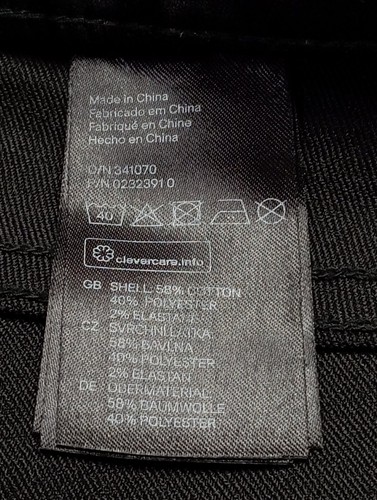 Made in China
Fabricado em China
Fabriqué en Chine
Hecho en China
O/N 341070
P/N 0232391 0
40
clevercare.info
GB SHELL: 58% COTTON
40% POLYESTER
2% ELASTANE
CZ SVRCHNÍ LÁTKA
58% BAVLNA
40% POLYESTER
2% ELASTAN
DE OBERMATERIAL:
58% BAUMWOLLE
40% POLYESTER